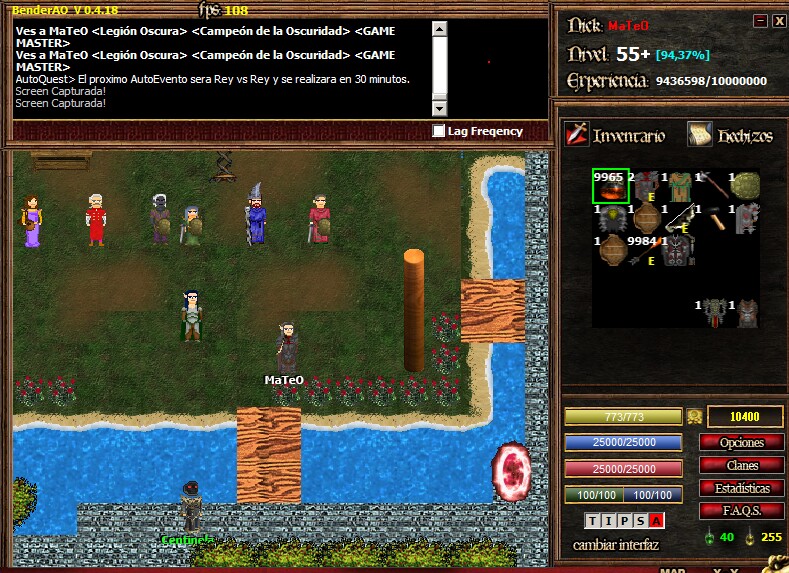 BenderAO V 0.4.18
fps 108
Ves a MaTeO <Legión Oscura> <Campeón de la Oscuridad> <GAME
MASTER>
Ves a MaTeO <Legión Oscura> <Campeón de la Oscuridad> <GAME
MASTER>
AutoQuest> El proximo AutoEvento sera Rey vs Rey y se realizara en 30 minutos.
Screen Capturada!
Screen Capturada!
Lag Freqency
Nick: MaTeO
Nivel: 55+ [94,37%]
Experiencia: 9436598/10000000
Inventario Hechizos
9965 2 1 1 1
E
1 1 1 1 1
E
1 9984 1
E
1 1
MaTeO
773/773
10400
25000/25000
Opciones
25000/25000
Clanes
100/100 100/100
Estadísticas
T I P S A
F.A.Q.S.
cambiar interfaz
40 255